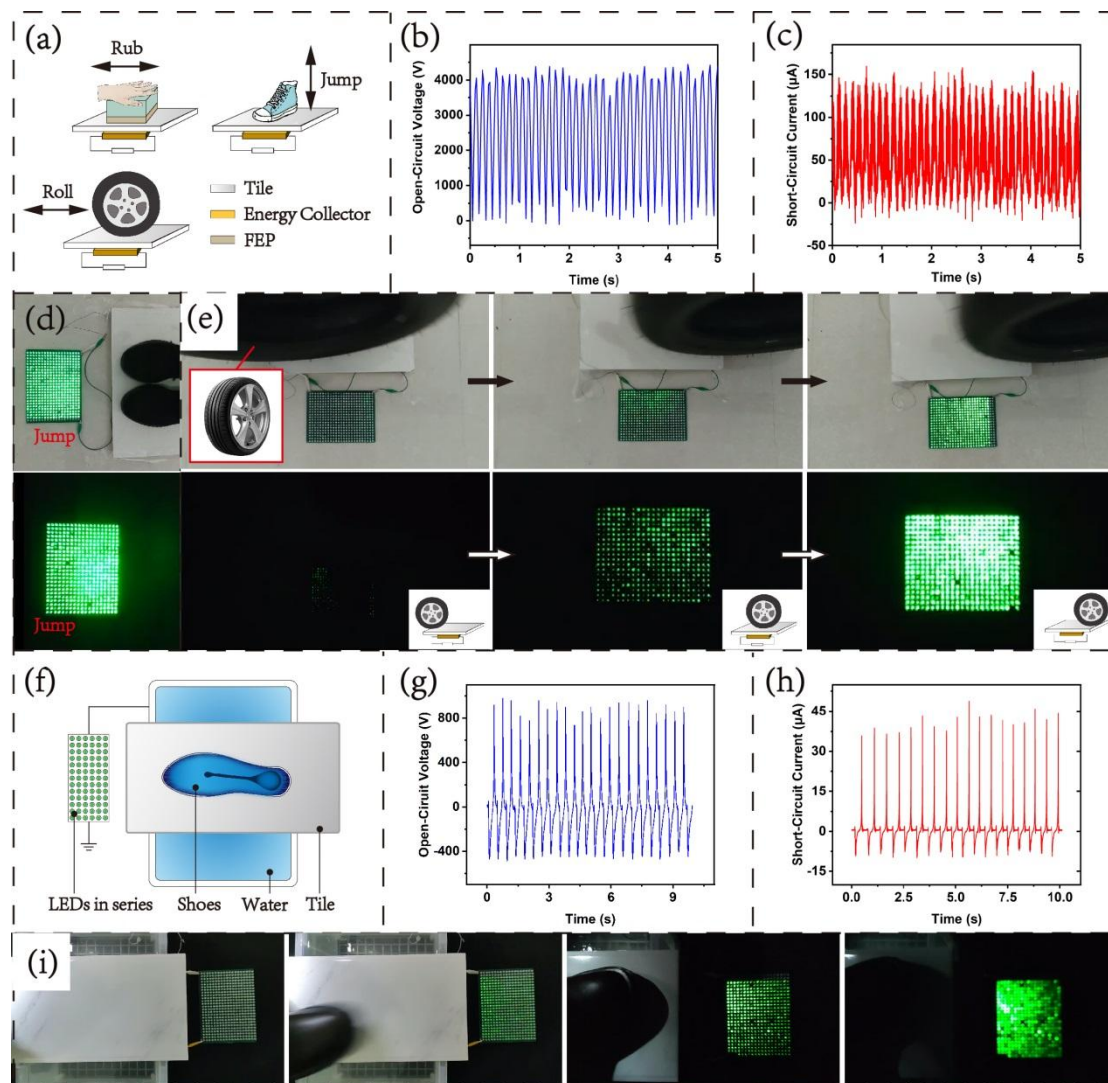 (a)
Rub
Jump
Roll
Tile
Energy Collector
FEP
(b)
Open-Circuit Voltage (V)
4000
3000
2000
1000
0
0 1 2 3 4 5
Time (s)
(c)
Short-Circuit Current (μA)
150
100
50
0
-50
0 1 2 3 4 5
Time (s)
(d)
Jump
(e)
Jump
(f)
LEDs in series Shoes Water Tile
(g)
Open-Ciruit Voltage (V)
800
400
0
-400
0 3 6 9
Time (s)
(h)
Short-Circuit Current (μA)
45
30
15
0
-15
0.0 2.5 5.0 7.5 10.0
Time (s)
(i)